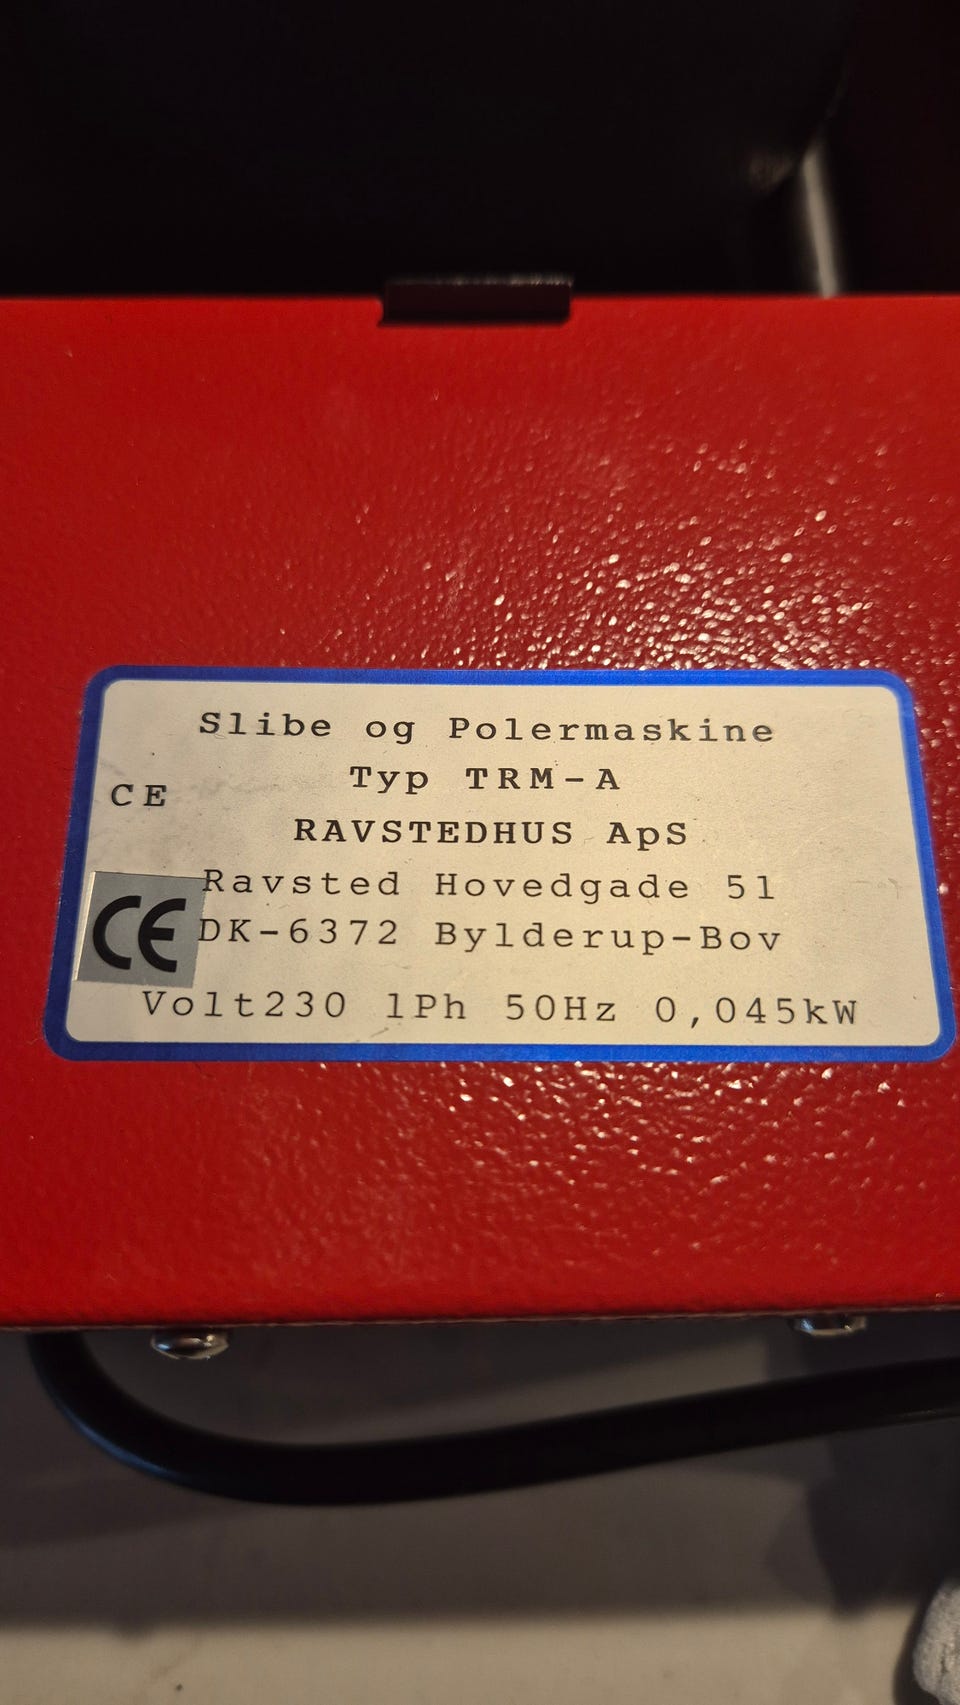 Slibe og Polermaskine
Typ TRM-A
CE
RAVSTEDHUS ApS
Ravsted Hovedgade 51
CE
DK-6372 Bylderup-Bov
Volt230 1Ph 50Hz 0,045kW